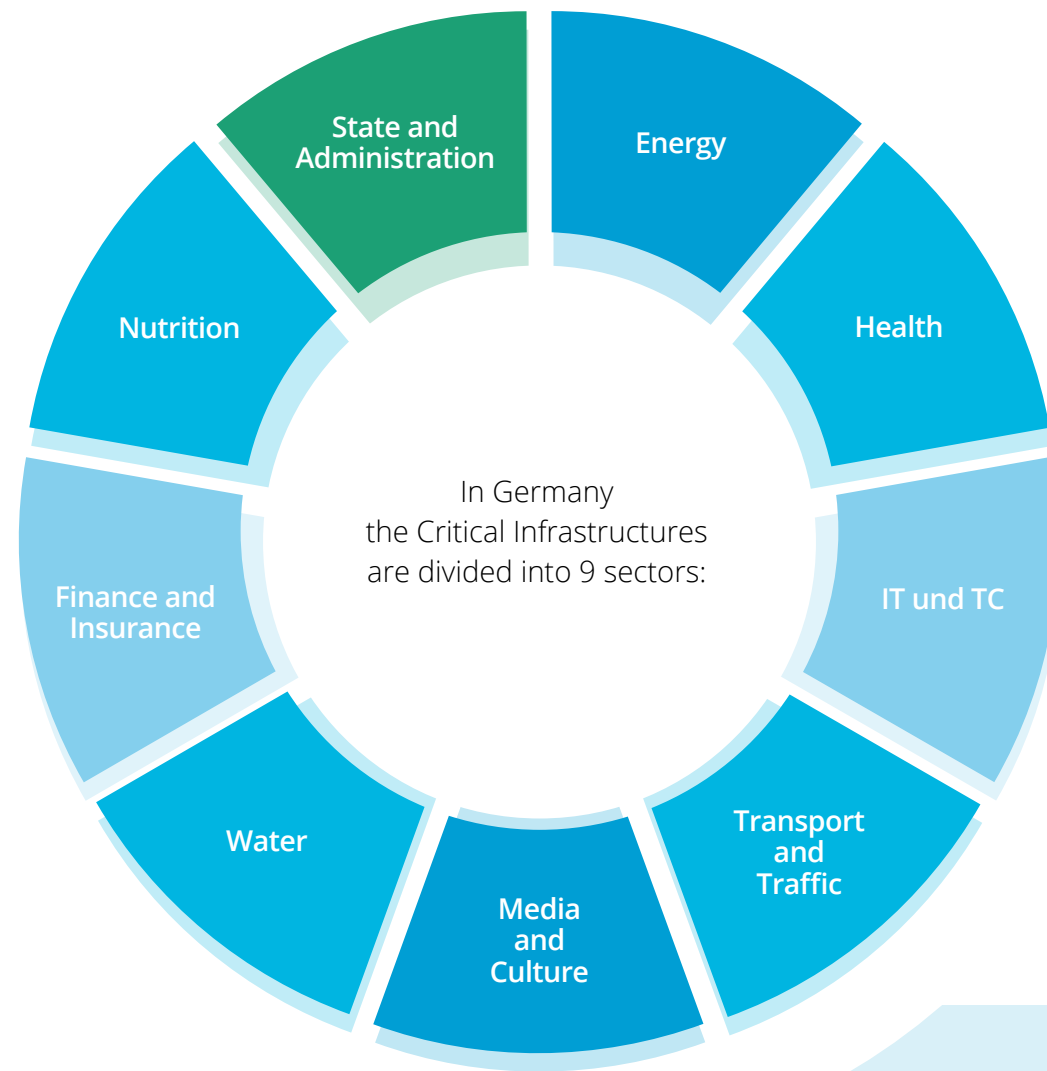 State and
Administration
Energy
Nutrition
Health
In Germany
the Critical Infrastructures
are divided into 9 sectors:
Finance and
Insurance
IT und TC
Water
Transport
and
Traffic
Media
and
Culture